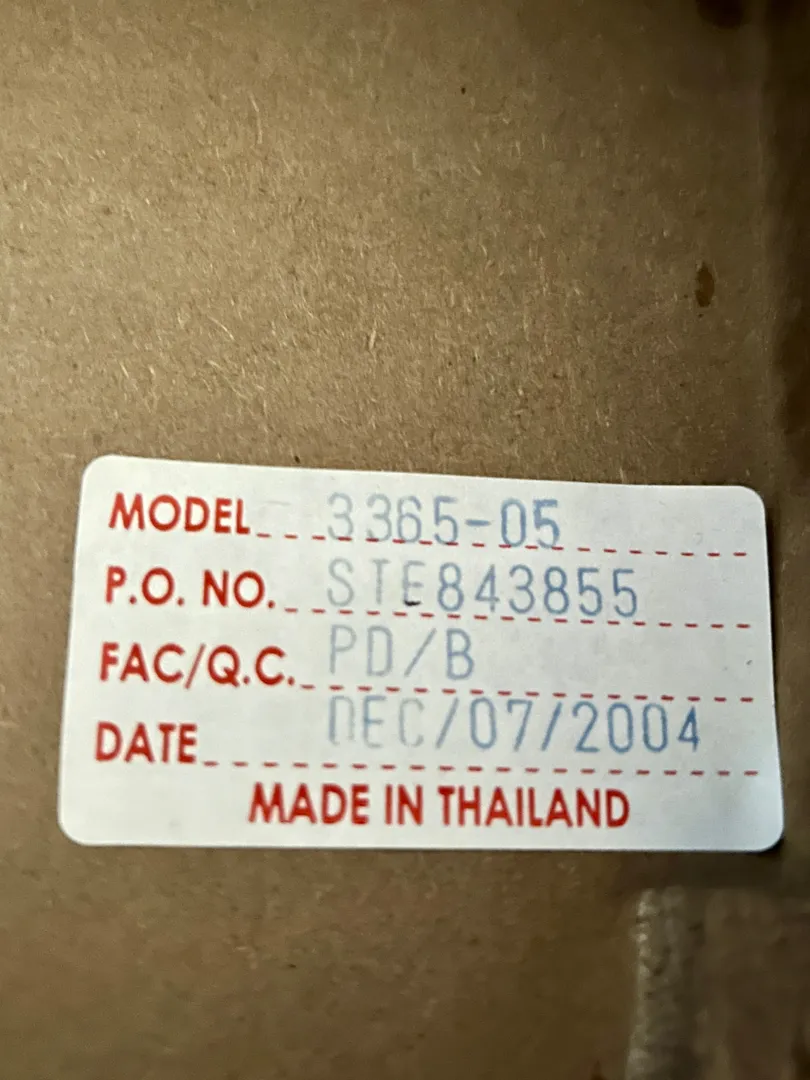 MODEL 3365-05
P.O. NO. STE843855
FAC/Q.C. PD/B
DATE DEC/07/2004
MADE IN THAILAND